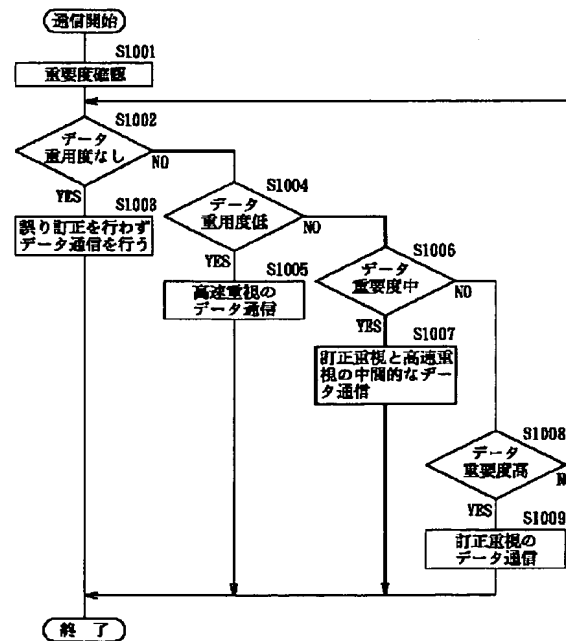 通信開始
S1001
重要度確認
S1002
データ
重用度なし
NO
YES
S1003
誤り訂正を行わず
データ通信を行う
S1004
データ
重用度低
NO
YES
S1005
高速重視の
データ通信
S1006
データ
重要度中
NO
YES
S1007
訂正重視と高速重
視の中間的なデー
タ通信
S1008
データ
重要度高
NO
YES
S1009
訂正重視の
データ通信
終了